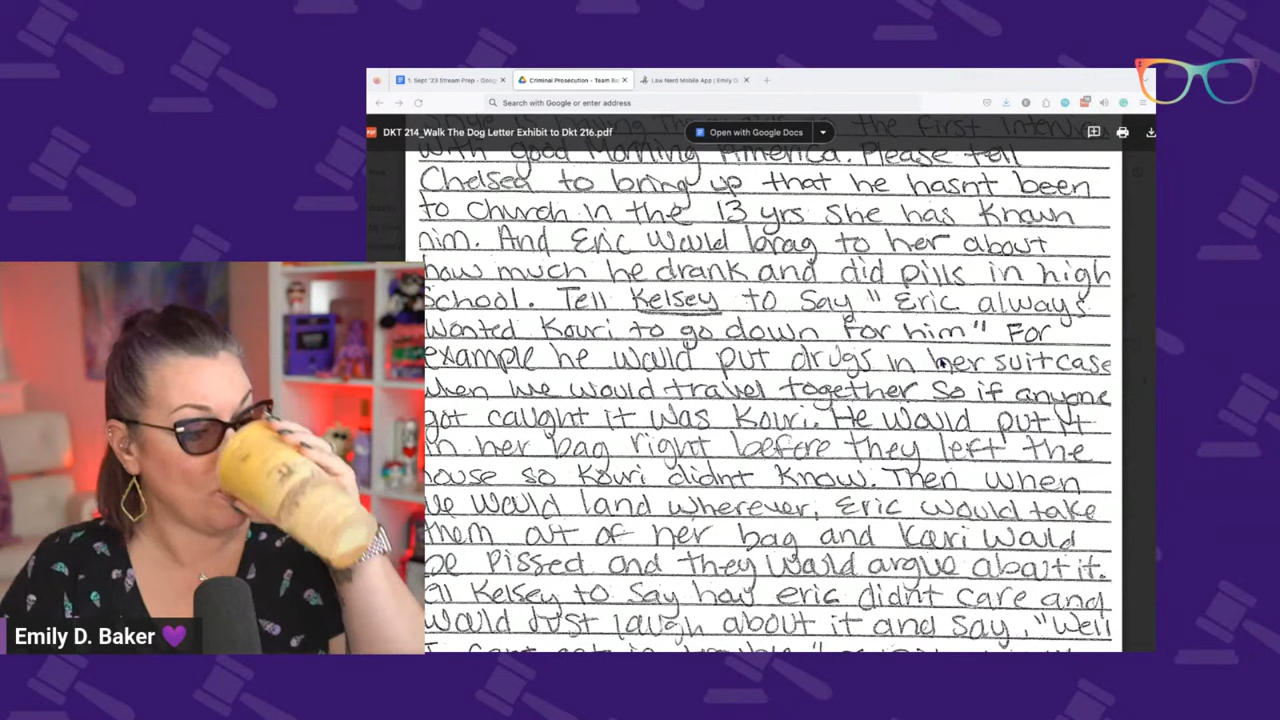 1. Sept '23 Stream Prep - Goog
Criminal Prosecution - Team Ba
Law Nerd Mobile App | Emily D.
Search with Google or enter address
DKT 214_Walk The Dog Letter Exhibit to Dkt 216.pdf
Open with Google Docs
the First Interv
With good Morning America. Please tell
Chelsea to bring up that he hasnt been
to Church in the 13 yrs she has known
him. And Eric would brag to her about
how much he drank and did pills in high
School. Tell Kelsey to Say "Eric always
wanted Kouri to go down for him" For
example he would put drugs in her suitcase
when we would travel together so if anyone
got caught it was Kouri. He would put it
in her bag right before they left the
house so Kouri didnt know. Then when
we would land wherever, Eric would take
them out of her bag and Kouri would
be pissed and they would argue about it.
Kelsey to Say how eric didn't care and
would Just laugh about it and Say, "Well
Emily D. Baker 💜